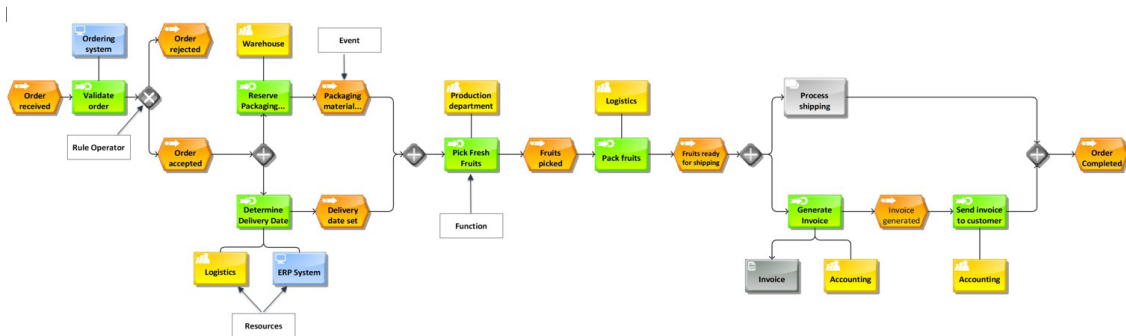 Ordering
system
Order
rejected
Order
received
Validate
order
Rule Operator
Order
accepted
Warehouse
Event
Reserve
Packaging...
Packaging
material...
Determine
Delivery Date
Delivery
date set
Logistics
ERP System
Resources
Production
department
Pick Fresh
Fruits
Function
Fruits
picked
Logistics
Pack fruits
Fruits ready
for shipping
Process
shipping
Generate
Invoice
Invoice
generated
Send invoice
to customer
Invoice
Accounting
Accounting
Order
Completed